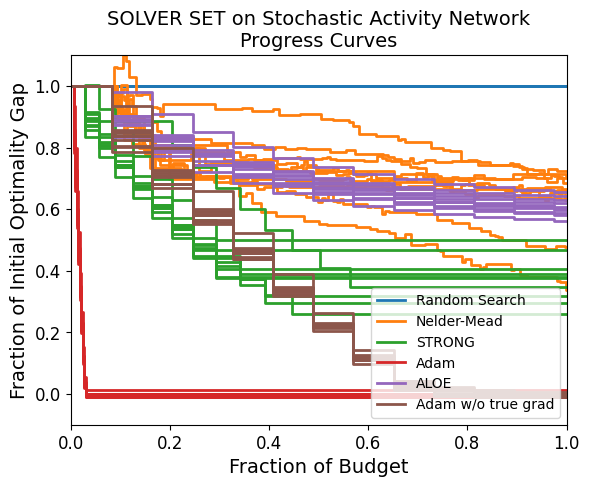 SOLVER SET on Stochastic Activity Network
Progress Curves
Fraction of Initial Optimality Gap
1.0
0.8
0.6
0.4
0.2
0.0
Random Search
Nelder-Mead
STRONG
Adam
ALOE
Adam w/o true grad
0.0
0.2
0.4
0.6
0.8
1.0
Fraction of Budget